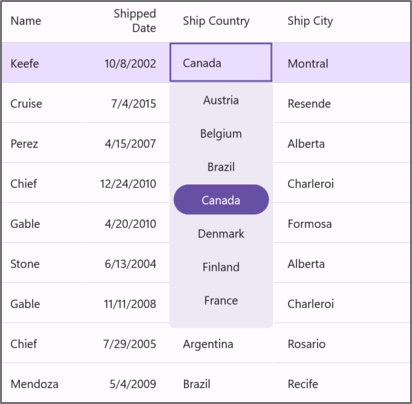 Name Shipped Date Ship Country Ship City
Keefe 10/8/2002 Canada Montral
Austria
Cruise 7/4/2015 Resende
Belgium
Perez 4/15/2007 Alberta
Brazil
Chief 12/24/2010 Charleroi
Canada
Gable 4/20/2010 Formosa
Denmark
Stone 6/13/2004 Alberta
Finland
Gable 11/11/2008 Charleroi
France
Chief 7/29/2005 Argentina Rosario
Mendoza 5/4/2009 Brazil Recife